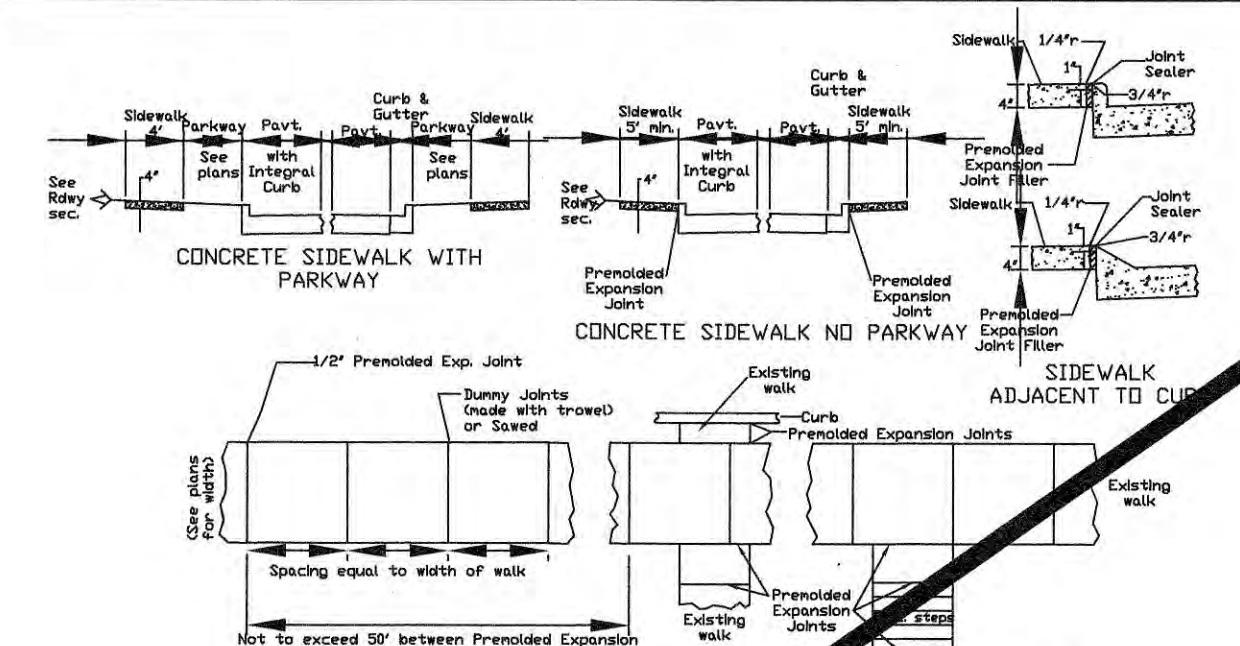 Sidewalk
4'
Parkway
See
plans
Pavt.
with
Integral
Curb
Pavt.
Curb &
Gutter
Parkway
See
plans
Sidewalk
4'
See
Rdwy
sec.
4"
CONCRETE SIDEWALK WITH
PARKWAY
Sidewalk
5' min.
Pavt.
with
Integral
Curb
Pavt.
Curb &
Gutter
Sidewalk
5' min.
See
Rdwy
sec.
4"
Premolded
Expansion
Joint
Premolded
Expansion
Joint
CONCRETE SIDEWALK NO PARKWAY
Sidewalk
1/4"r
1"
Joint
Sealer
3/4"r
4"
Premolded
Expansion
Joint Filler
Sidewalk
1/4"r
1"
Joint
Sealer
3/4"r
4"
Premolded
Expansion
Joint Filler
SIDEWALK
ADJACENT TO
1/2" Premolded Exp. Joint
Dummy Joints
(made with trowel)
or Sawed
(See plans
for width)
Spacing equal to width of walk
Not to exceed 50' between Premolded Expansion
Existing
walk
Curb
Premolded Expansion Joints
Existing
walk
Premolded
Expansion
Joints
Existing
walk
steps